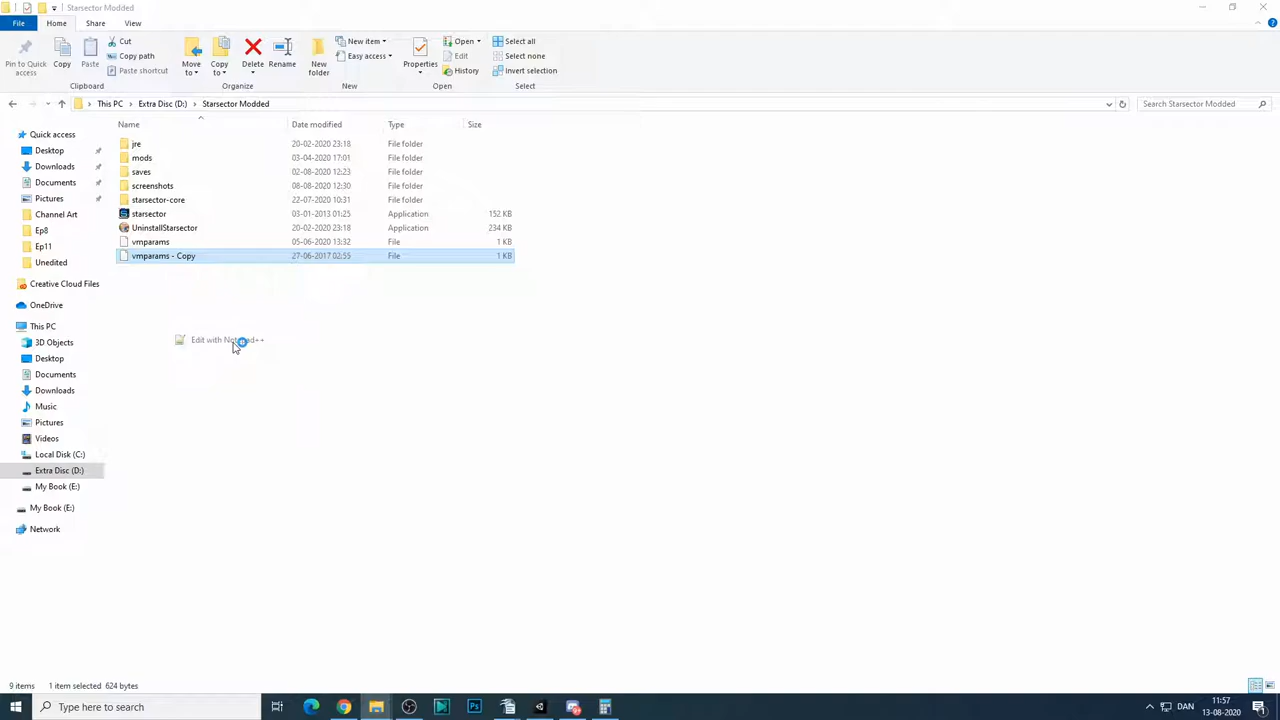 Starsector Modded
File Home Share View
Pin to Quick access
Copy
Paste
Cut
Copy path
Paste shortcut
Clipboard
Move to
Copy to
Delete
Rename
Organize
New folder
New item
Easy access
New
Properties
Open
Edit
History
Open
Select all
Select none
Invert selection
Select
This PC Extra Disc (D:) Starsector Modded
Search Starsector Modded
Name Date modified Type Size
jre 20-02-2020 23:18 File folder
mods 03-04-2020 17:01 File folder
saves 02-08-2020 12:23 File folder
screenshots 08-08-2020 12:30 File folder
starsector-core 22-07-2020 10:31 File folder
starsector 03-01-2013 01:25 Application 152 KB
UninstallStarsector 20-02-2020 23:18 Application 234 KB
vmparams 05-06-2020 13:32 File 1 KB
vmparams - Copy 27-06-2017 02:55 File 1 KB
Edit with Notepad++
Quick access
Desktop
Downloads
Documents
Pictures
Channel Art
Ep8
Ep11
Unedited
Creative Cloud Files
OneDrive
This PC
3D Objects
Desktop
Documents
Downloads
Music
Pictures
Videos
Local Disk (C:)
Extra Disc (D:)
My Book (E:)
My Book (E:)
Network
9 items 1 item selected 624 bytes
Type here to search
Ps
DAN
11:57
13-08-2020